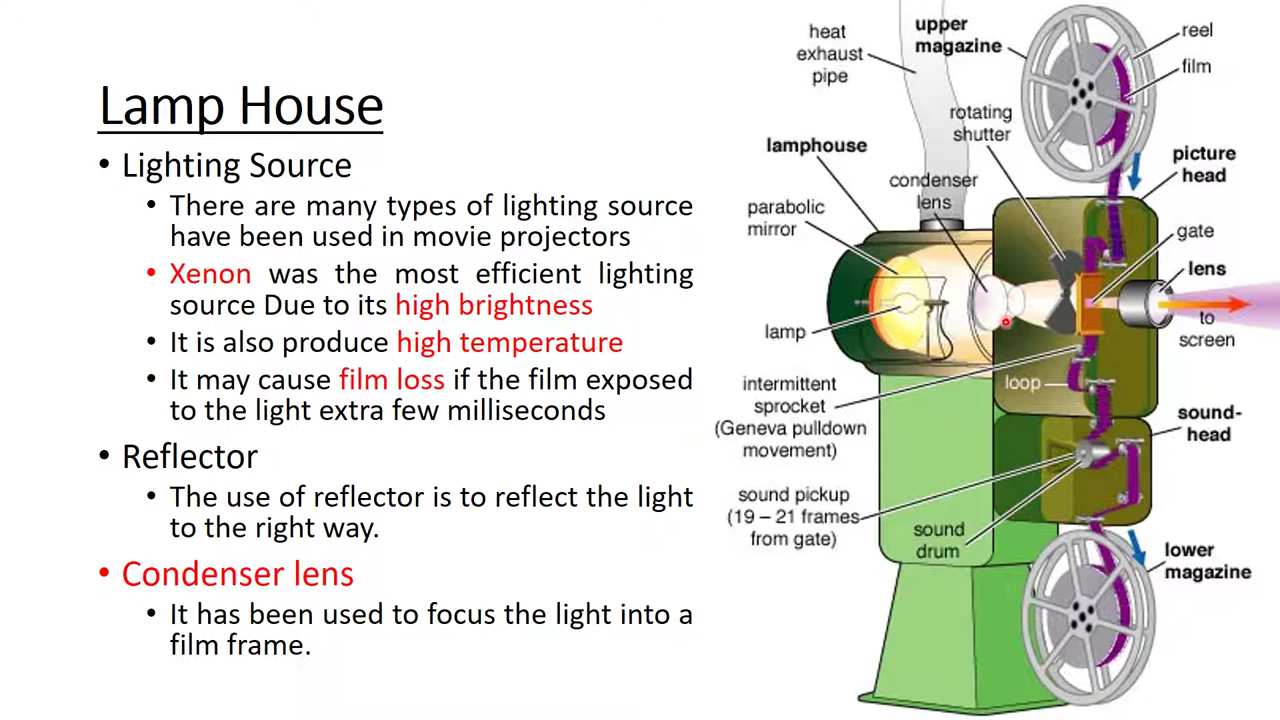 Lamp House
• Lighting Source
• There are many types of lighting source
have been used in movie projectors
• Xenon was the most efficient lighting
source Due to its high brightness
• It is also produce high temperature
• It may cause film loss if the film exposed
to the light extra few milliseconds
• Reflector
• The use of reflector is to reflect the light
to the right way.
• Condenser lens
• It has been used to focus the light into a
film frame.
heat
exhaust
pipe
upper
magazine
reel
film
rotating
shutter
lamphouse
picture
head
condenser
lens
parabolic
mirror
gate
lens
lamp
to
screen
intermittent
sprocket
(Geneva pulldown
movement)
loop
sound-
head
sound pickup
(19 – 21 frames
from gate)
sound
drum
lower
magazine